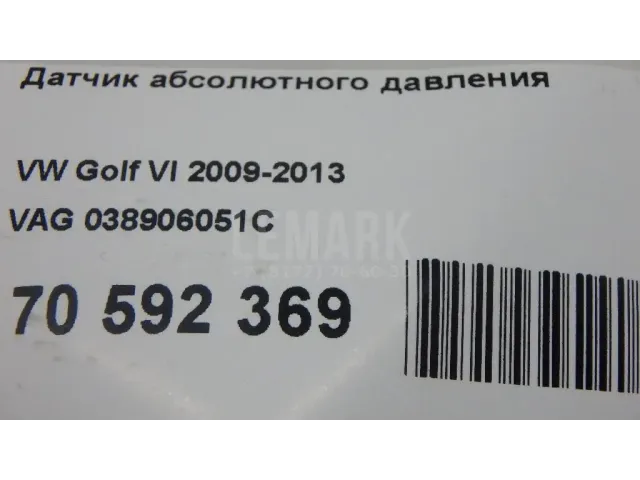 Датчик абсолютного давления
VW Golf VI 2009-2013
VAG 038906051C
LEMARK
70 592 369